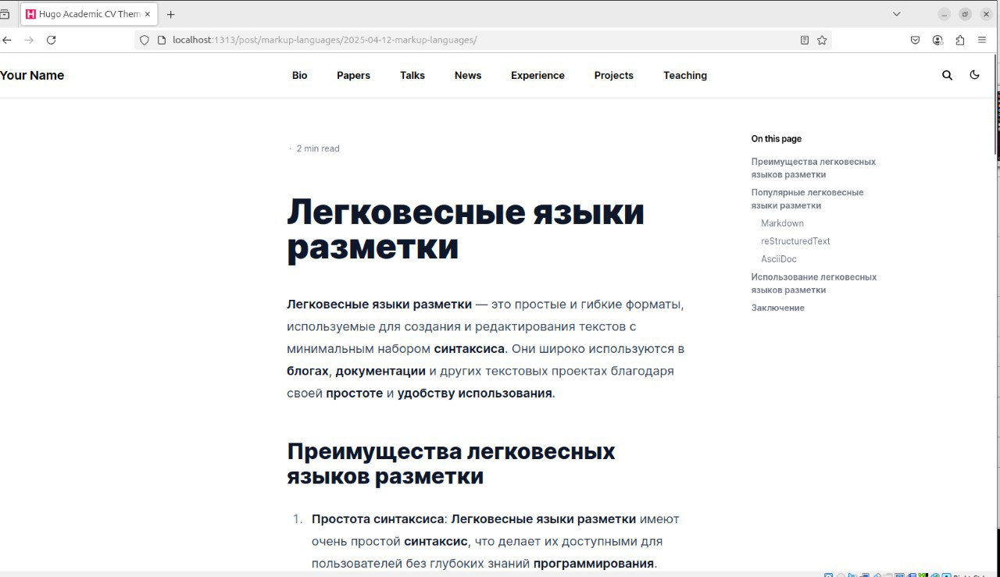 Hugo Academic CV Them
localhost:1313/post/markup-languages/2025-04-12-markup-languages/
Your Name
Bio Papers Talks News Experience Projects Teaching
· 2 min read
Легковесные языки
разметки
Легковесные языки разметки — это простые и гибкие форматы,
используемые для создания и редактирования текстов с
минимальным набором синтаксиса. Они широко используются в
блогах, документации и других текстовых проектах благодаря
своей простоте и удобству использования.
Преимущества легковесных
языков разметки
1. Простота синтаксиса: Легковесные языки разметки имеют
очень простой синтаксис, что делает их доступными для
пользователей без глубоких знаний программирования.
On this page
Преимущества легковесных
языков разметки
Популярные легковесные
языки разметки
Markdown
reStructuredText
AsciiDoc
Использование легковесных
языков разметки
Заключение